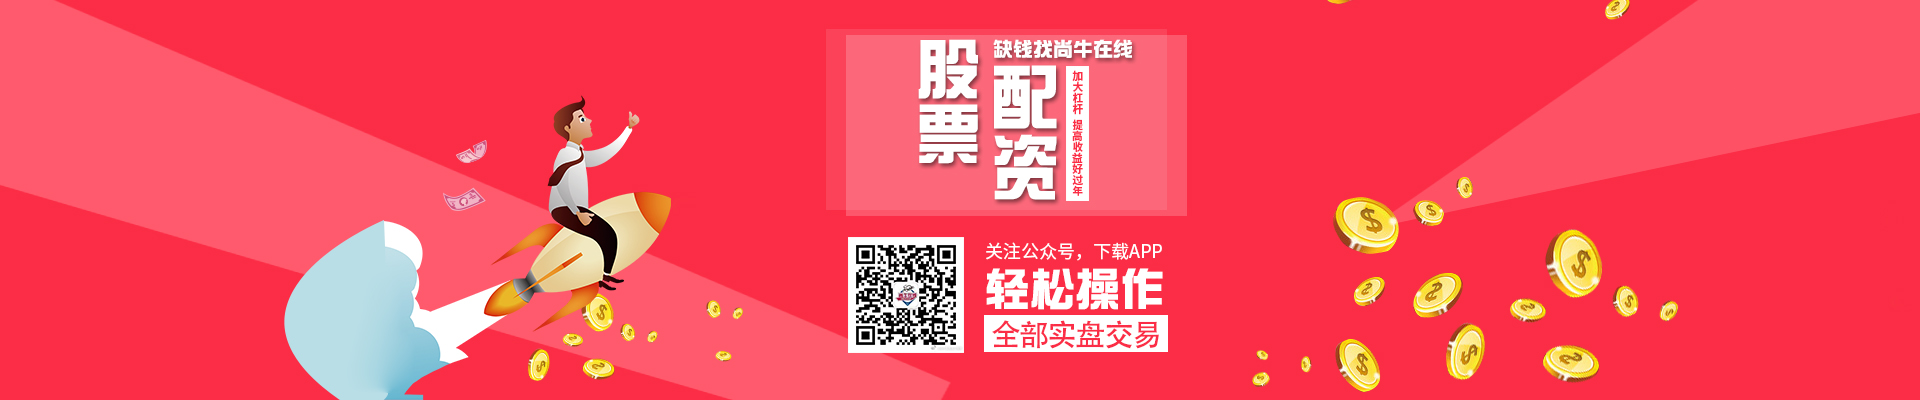 股票
缺钱找尚牛在线
配资
加大杠杆 提高收益好过年
关注公众号，下载APP
轻松操作
全部实盘交易